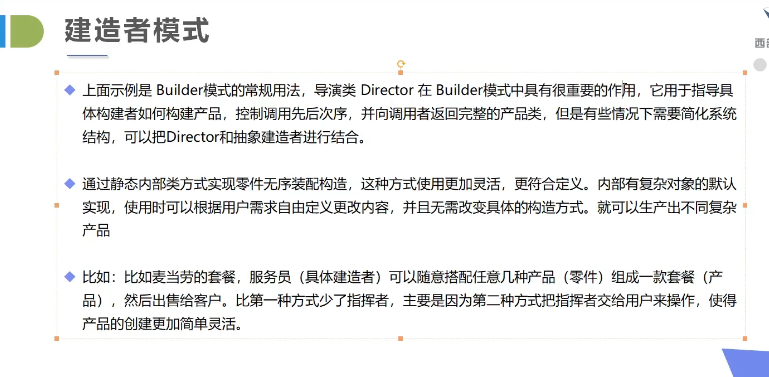 建造者模式
西部
上面示例是 Builder模式的常规用法，导演类 Director 在 Builder模式中具有很重要的作用，它用于指导具
体构建者如何构建产品，控制调用先后次序，并向调用者返回完整的产品类，但是有些情况下需要简化系统
结构，可以把Director和抽象建造者进行结合。
通过静态内部类方式实现零件无序装配构造，这种方式使用更加灵活，更符合定义。内部有复杂对象的默认
实现，使用时可以根据用户需求自由定义更改内容，并且无需改变具体的构造方式。就可以生产出不同复杂
产品
比如：比如麦当劳的套餐，服务员（具体建造者）可以随意搭配任意几种产品（零件）组成一款套餐（产
品），然后出售给客户。比第一种方式少了指挥者，主要是因为第二种方式把指挥者交给用户来操作，使得
产品的创建更加简单灵活。